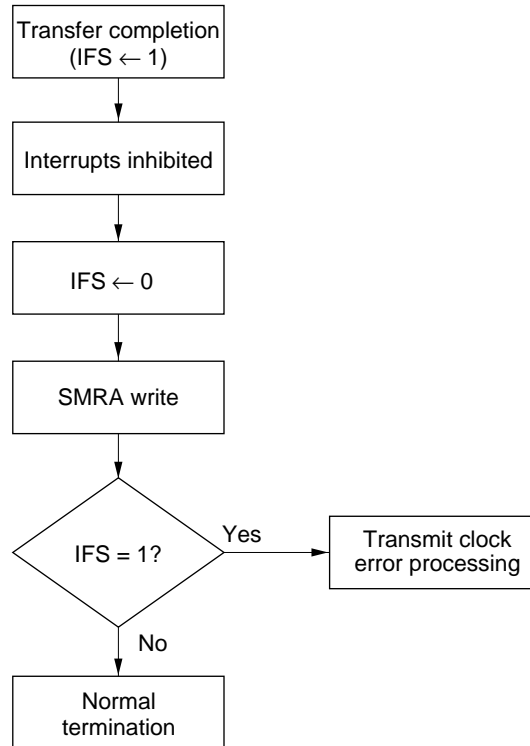 Transfer completion
(IFS ← 1)
Interrupts inhibited
IFS ← 0
SMRA write
IFS = 1?
Yes
Transmit clock
error processing
No
Normal
termination